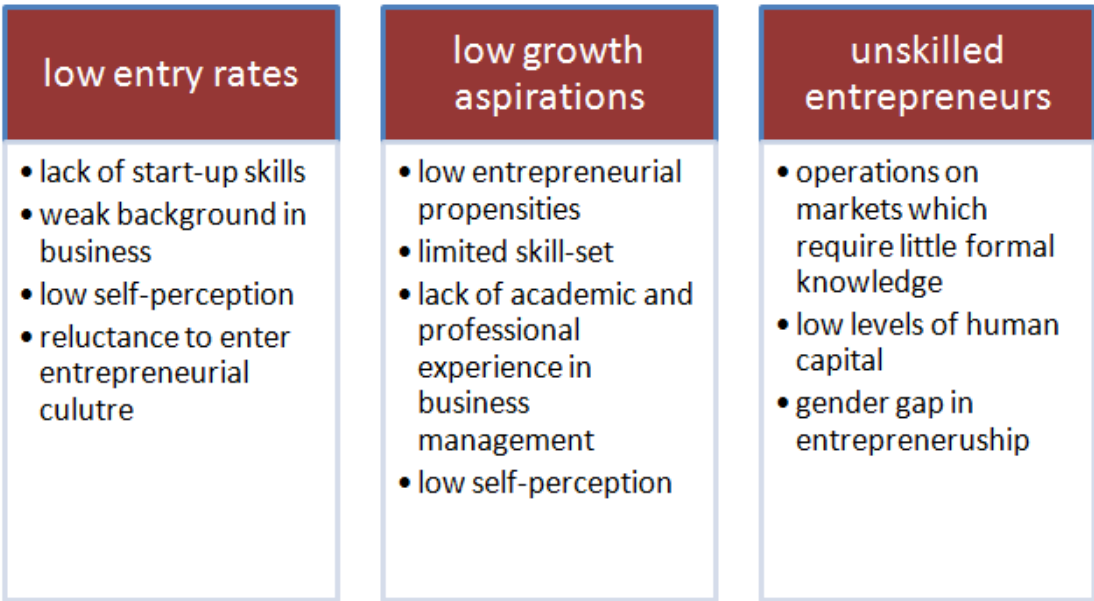 low entry rates
• lack of start-up skills
• weak background in
business
• low self-perception
• reluctance to enter
entrepreneurial
culutre
low growth
aspirations
• low entrepreneurial
propensities
• limited skill-set
• lack of academic and
professional
experience in
business
management
• low self-perception
unskilled
entrepreneurs
• operations on
markets which
require little formal
knowledge
• low levels of human
capital
• gender gap in
entrepreneruship